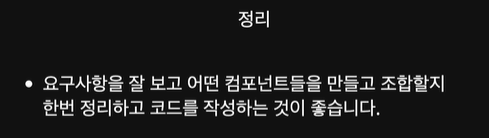 정리
• 요구사항을 잘 보고 어떤 컴포넌트들을 만들고 조합할지
한번 정리하고 코드를 작성하는 것이 좋습니다.